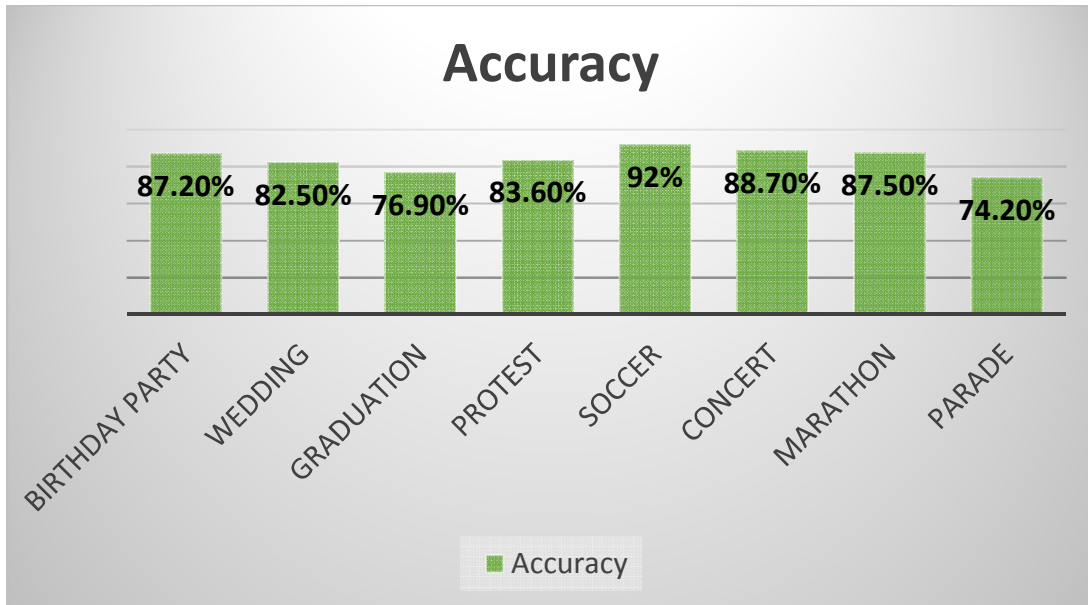 Accuracy
87.20%
82.50%
76.90%
83.60%
92%
88.70%
87.50%
74.20%
BIRTHDAY PARTY
WEDDING
GRADUATION
PROTEST
SOCCER
CONCERT
MARATHON
PARADE
Accuracy